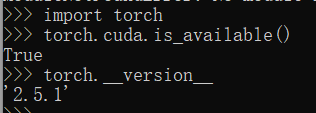 >>> import torch
>>> torch.cuda.is_available()
True
>>> torch.__version__
'2.5.1'
>>>